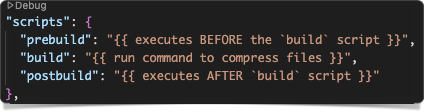 Debug
"scripts": {
"prebuild": "{{ executes BEFORE the `build` script }}",
"build": "{{ run command to compress files }}",
"postbuild": "{{ executes AFTER `build` script }}"
},